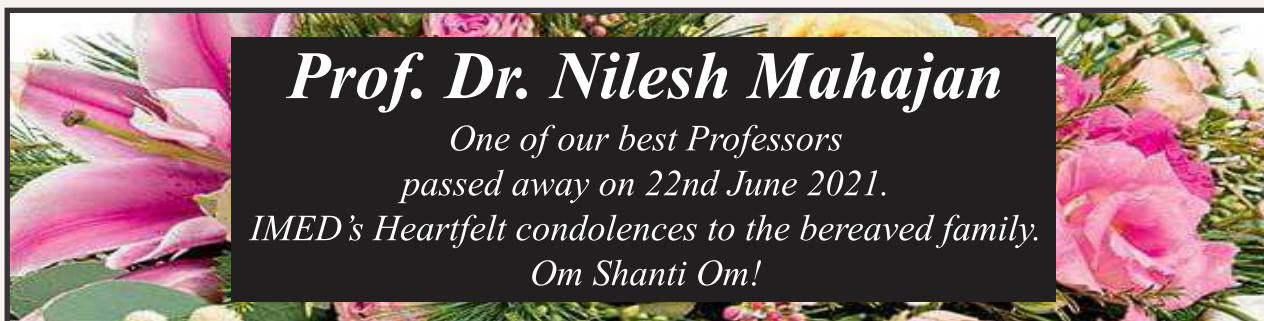 Prof. Dr. Nilesh Mahajan
One of our best Professors
passed away on 22nd June 2021.
IMED’s Heartfelt condolences to the bereaved family.
Om Shanti Om!